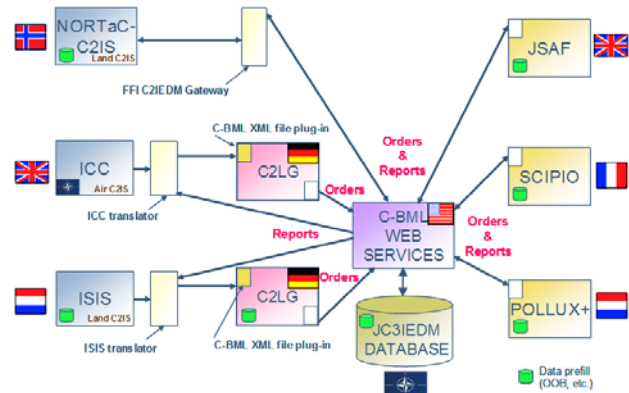 NORTaC-
C2IS
Land C2IS
FFI C2IEDM Gateway
JSAF
C-BML XML file plug-in
Orders
&
Reports
ICC
Air C2IS
C2LG
Orders
SCIPIO
ICC translator
C-BML
WEB
SERVICES
Orders
&
Reports
Reports
ISIS
Land C2IS
C2LG
Orders
POLLUX+
ISIS translator
C-BML XML file plug-in
JC3IEDM
DATABASE
Data prefill
(OOB, etc.)